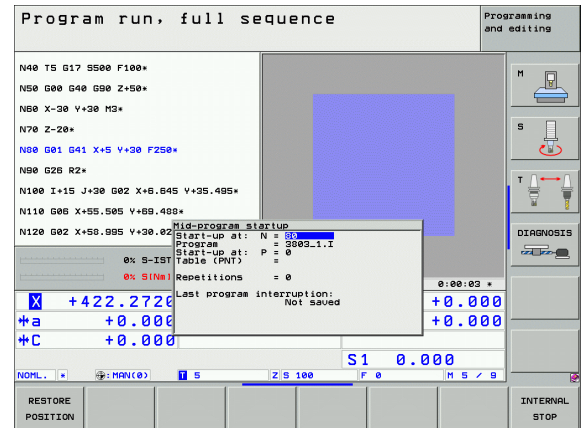 Program run, full sequence
Programming
and editing
N40 T5 G17 S500 F100*
N50 G00 G40 G90 Z+50*
N60 X-30 Y+30 M3*
N70 Z-20*
N80 G01 G41 X+5 Y+30 F250*
N90 G26 R2*
N100 I+15 J+30 G02 X+6.645 Y+35.495*
N110 G06 X+55.505 Y+69.488*
N120 G02 X+58.995 Y+30.02
Mid-program startup
Start-up at: N = 80
Program = 3803_1.I
Start-up at: P = 0
Table (PNT) =
Repetitions = 0
Last program interruption:
Not saved
0% S-IST
0% S[Nm]
0:00:03 *
X +422.2720
+0.000
a +0.000
+0.000
C +0.000
S1 0.000
NOML. * : MAN(0) T 5 Z S 100 F 0 M 5 / 9
M
S
T
DIAGNOSIS
RESTORE
POSITION
INTERNAL
STOP